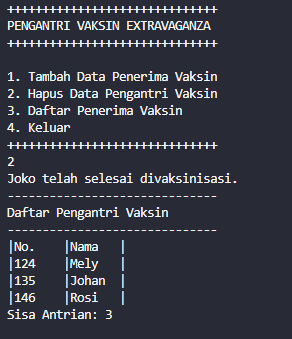 ++++++++++++++++++++++++++++++
PENGANTRI VAKSIN EXTRAVAGANZA
++++++++++++++++++++++++++++++
1. Tambah Data Penerima Vaksin
2. Hapus Data Pengantri Vaksin
3. Daftar Penerima Vaksin
4. Keluar
++++++++++++++++++++++++++++++
2
Joko telah selesai divaksinisasi.
------------------------------
Daftar Pengantri Vaksin
------------------------------
|No. |Nama |
|124 |Mely |
|135 |Johan |
|146 |Rosi |
Sisa Antrian: 3